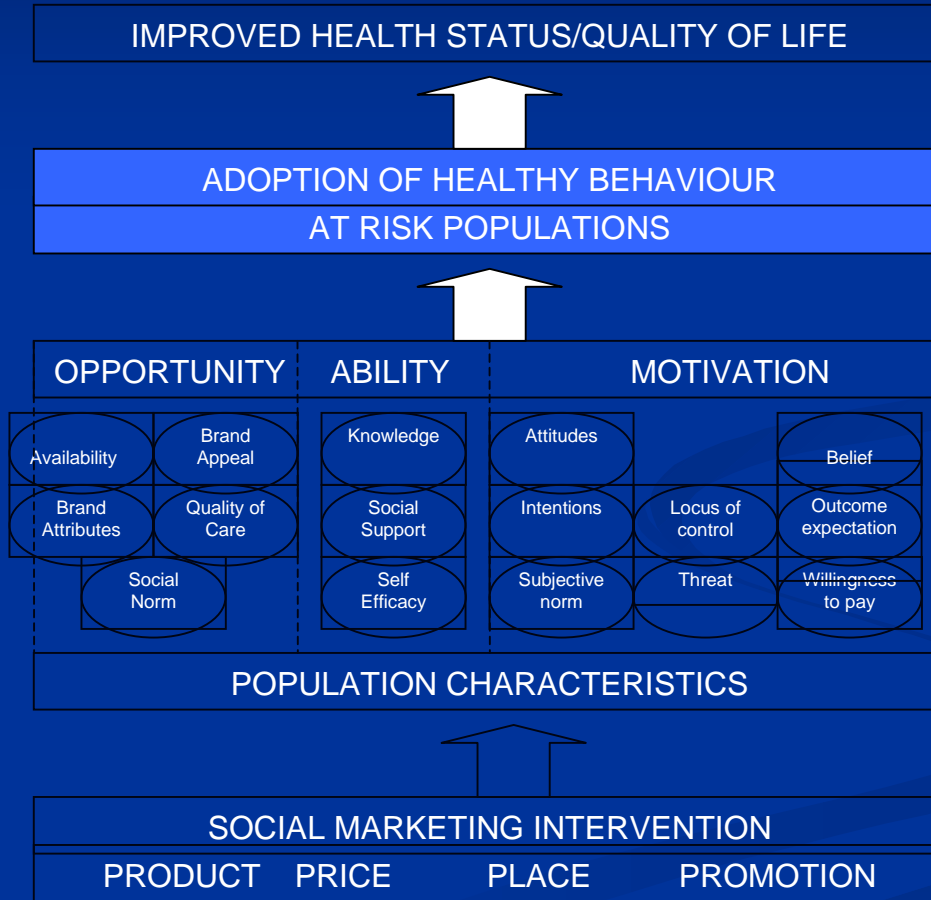 IMPROVED HEALTH STATUS/QUALITY OF LIFE
ADOPTION OF HEALTHY BEHAVIOUR
AT RISK POPULATIONS
OPPORTUNITY
ABILITY
MOTIVATION
Availability
Brand
Appeal
Knowledge
Attitudes
Belief
Brand
Attributes
Quality of
Care
Social
Support
Intentions
Locus of
control
Outcome
expectation
Social
Norm
Self
Efficacy
Subjective
norm
Threat
Willingness
to pay
POPULATION CHARACTERISTICS
SOCIAL MARKETING INTERVENTION
PRODUCT PRICE PLACE PROMOTION